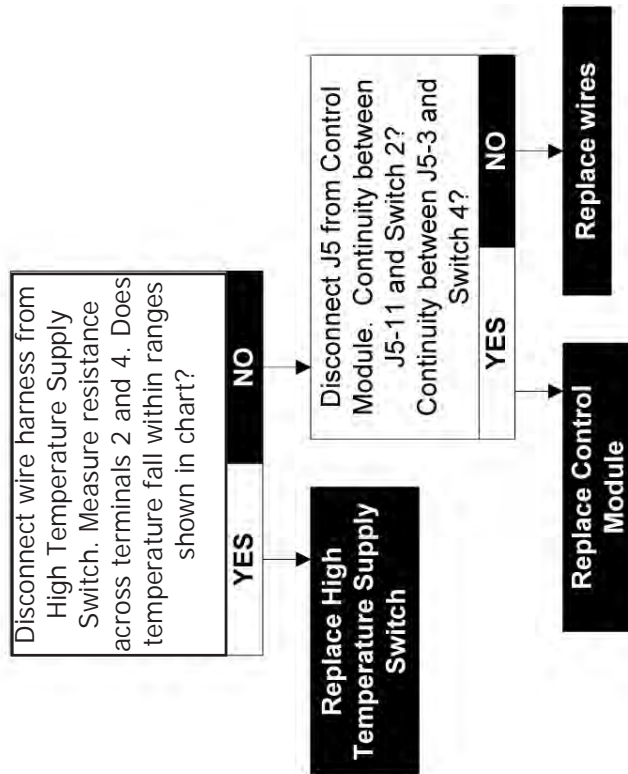 Disconnect wire harness from
High Temperature Supply
Switch. Measure resistance
across terminals 2 and 4. Does
temperature fall within ranges
shown in chart?
YES
NO
Replace High
Temperature Supply
Switch
Disconnect J5 from Control
Module. Continuity between
J5-11 and Switch 2?
Continuity between J5-3 and
Switch 4?
YES
NO
Replace Control
Module
Replace wires